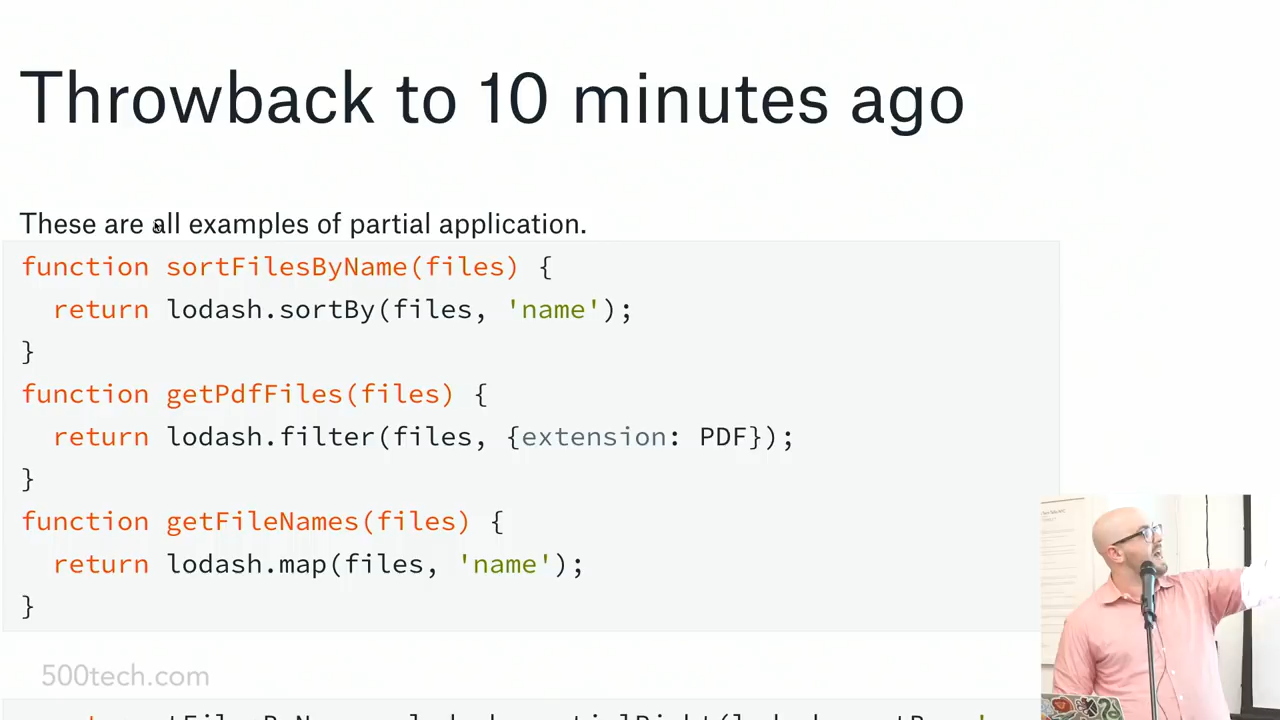 Throwback to 10 minutes ago
These are all examples of partial application.
function sortFilesByName(files) {
  return lodash.sortBy(files, 'name');
}
function getPdfFiles(files) {
  return lodash.filter(files, {extension: PDF});
}
function getFileNames(files) {
  return lodash.map(files, 'name');
}
500tech.com